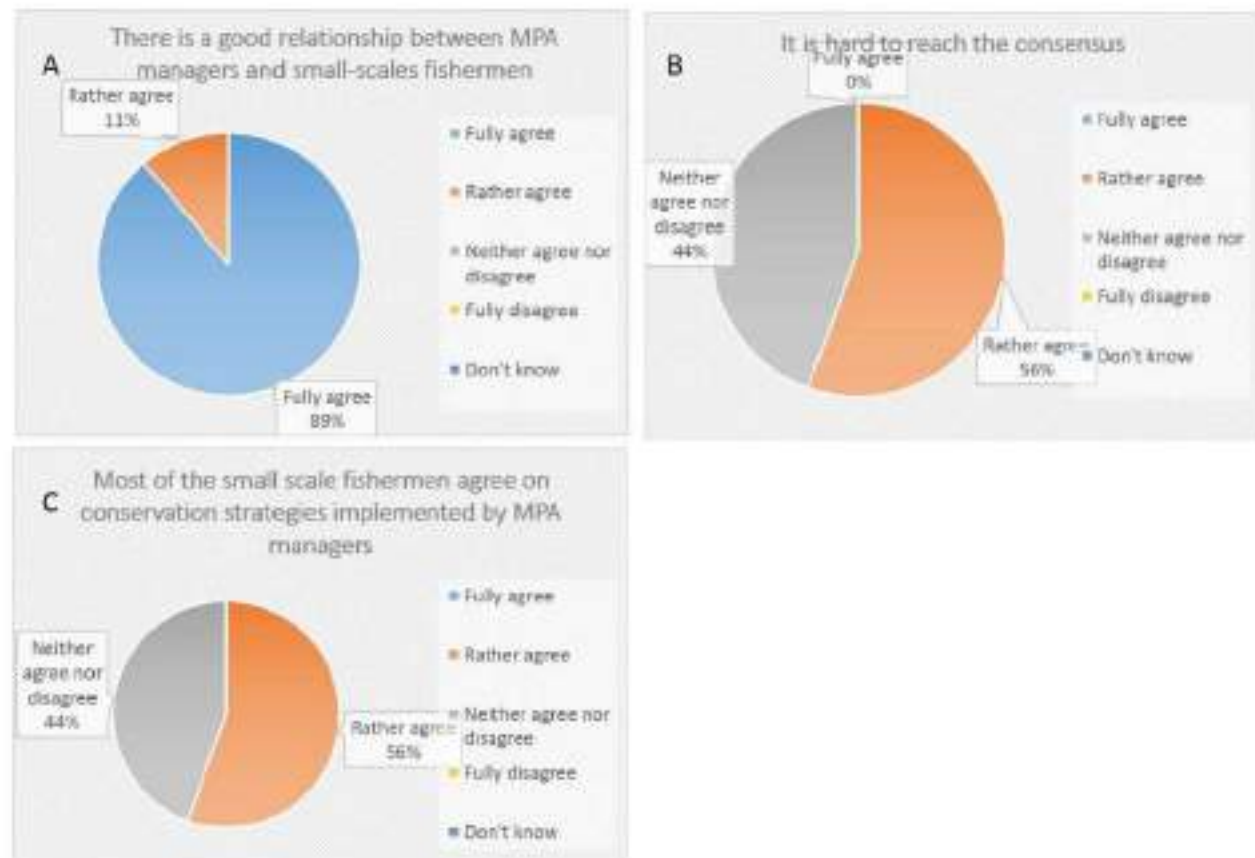 A
There is a good relationship between MPA
managers and small-scales fishermen
Rather agree
11%
Fully agree
89%
Fully agree
Rather agree
Neither agree nor
disagree
Fully disagree
Don't know
B
It is hard to reach the consensus
Fully agree
0%
Neither
agree nor
disagree
44%
Rather agree
56%
Fully agree
Rather agree
Neither agree nor
disagree
Fully disagree
Don't know
C
Most of the small scale fishermen agree on
conservation strategies implemented by MPA
managers
Neither
agree nor
disagree
44%
Rather agree
56%
Fully agree
Rather agree
Neither agree nor
disagree
Fully disagree
Don't know